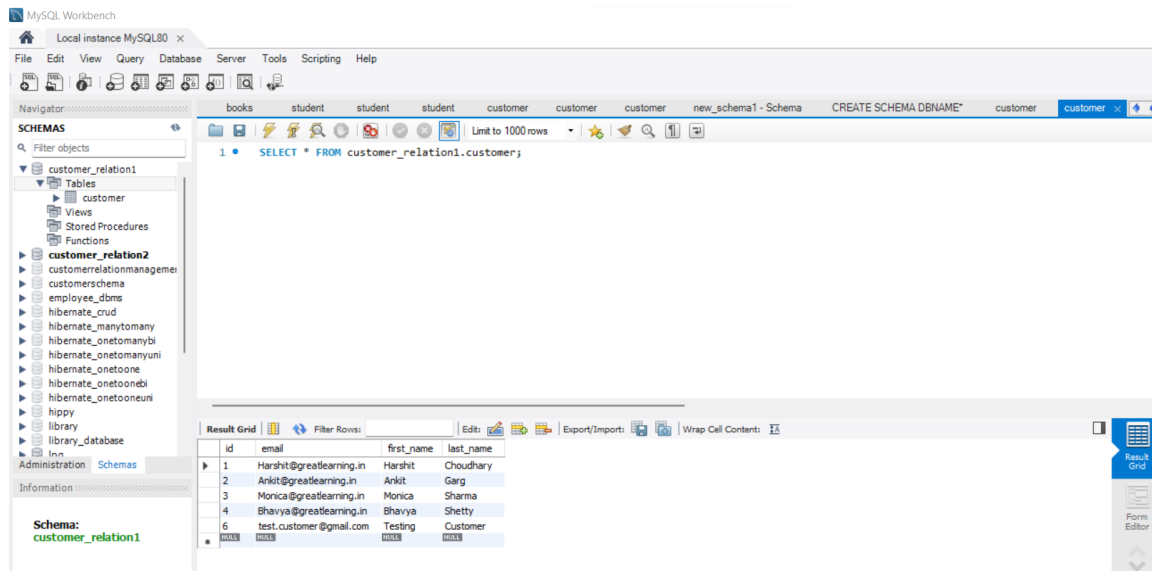 MySQL Workbench
Local instance MySQL80 ×
File Edit View Query Database Server Tools Scripting Help
Navigator
books student student student customer customer customer new_schema1 - Schema CREATE SCHEMA DBNAME* customer customer ×
SCHEMAS
Limit to 1000 rows
Filter objects
1 SELECT * FROM customer_relation1.customer;
customer_relation1
Tables
customer
Views
Stored Procedures
Functions
customer_relation2
customerrelationmanagemer
customerschema
employee_dbms
hibernate_crud
hibernate_manytomany
hibernate_onetomanybi
hibernate_onetomanyuni
hibernate_onetoone
hibernate_onetoonebi
hibernate_onetooneuni
hippy
library
library_database
Administration Schemas
Information
Schema:
customer_relation1
Result Grid Filter Rows: Edit: Export/Import: Wrap Cell Content:
id email first_name last_name
1 Harshit@greatlearning.in Harshit Choudhary
2 Ankit@greatlearning.in Ankit Garg
3 Monica@greatlearning.in Monica Sharma
4 Bhavya@greatlearning.in Bhavya Shetty
6 test.customer@gmail.com Testing Customer
NULL NULL NULL NULL
Result
Grid
Form
Editor